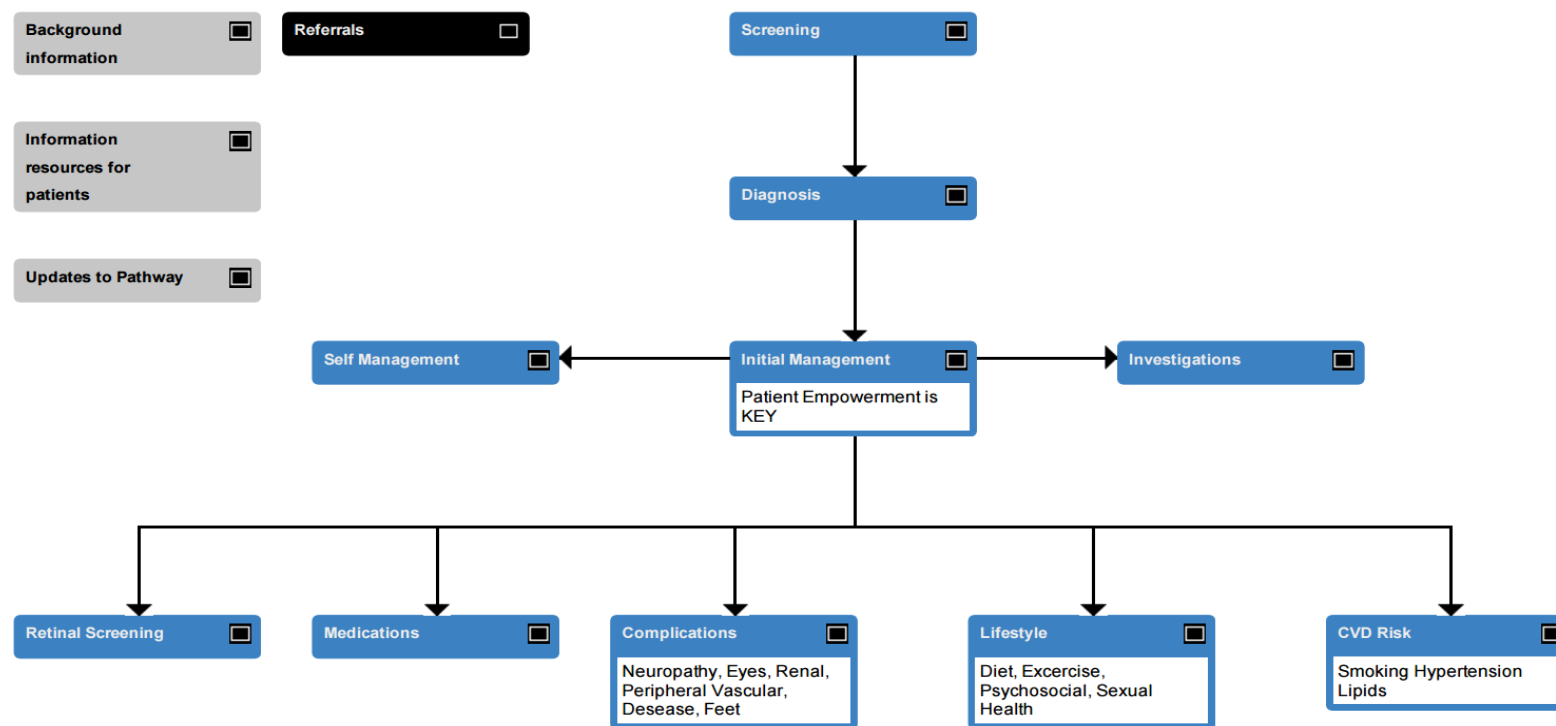 Background
information
Referrals
Screening
Information
resources for
patients
Diagnosis
Updates to Pathway
Self Management
Initial Management
Patient Empowerment is
KEY
Investigations
Retinal Screening
Medications
Complications
Neuropathy, Eyes, Renal,
Peripheral Vascular,
Desease, Feet
Lifestyle
Diet, Excercise,
Psychosocial, Sexual
Health
CVD Risk
Smoking Hypertension
Lipids